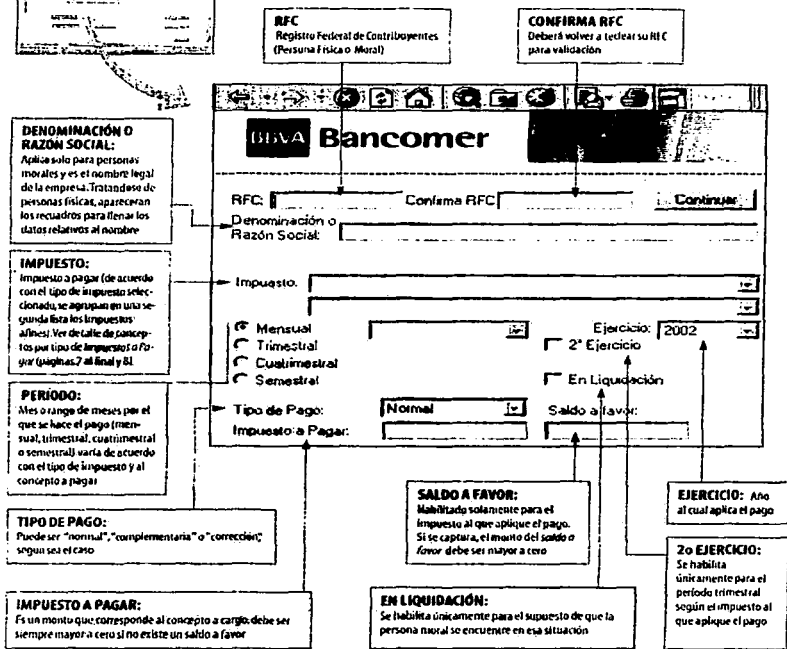 RFC
Registro Federal de Contribuyentes
(Persona Física o Moral)
CONFIRMA RFC
Deberá volver a teclear su RFC
para validación
DENOMINACIÓN O
RAZÓN SOCIAL:
Aplica solo para personas
morales y es el nombre legal
de la empresa. Tratandose de
personas físicas, apareceran
los recuadros para llenar los
datos relativos al nombre
BBVA Bancomer
RFC: Confirma RFC Continuar
Denominación o
Razón Social:
IMPUESTO:
Impuesto a pagar (de acuerdo
con el tipo de impuesto selec-
cionado, se agrupan en una se-
gunda lista los impuestos
afines). Ver detalle de concep-
tos por tipo de Impuestos a Pa-
gar (páginas 7 al final y 8).
Impuesto:
Mensual
Trimestral
Cuatrimestral
Semestral
Ejercicio: 2002
2° Ejercicio
En Liquidación
PERÍODO:
Mes o rango de meses por el
que se hace el pago (men-
sual, trimestral, cuatrimestral
o semestral) varía de acuerdo
con el tipo de impuesto y al
concepto a pagar
Tipo de Pago: Normal Saldo a favor:
Impuesto a Pagar:
TIPO DE PAGO:
Puede ser "normal", "complementaria" o "corrección",
segun sea el caso
SALDO A FAVOR:
Habilitado solamente para el
impuesto al que aplique el pago.
Si se captura, el monto del saldo a
favor debe ser mayor a cero
EJERCICIO: Año
al cual aplica el pago
2o EJERCICIO:
Se habilita
únicamente para el
período trimestral
según el impuesto al
que aplique el pago
IMPUESTO A PAGAR:
Es un monto que corresponde al concepto a cargo; debe ser
siempre mayor a cero si no existe un saldo a favor
EN LIQUIDACIÓN:
Se habilita únicamente para el supuesto de que la
persona moral se encuentre en esa situación